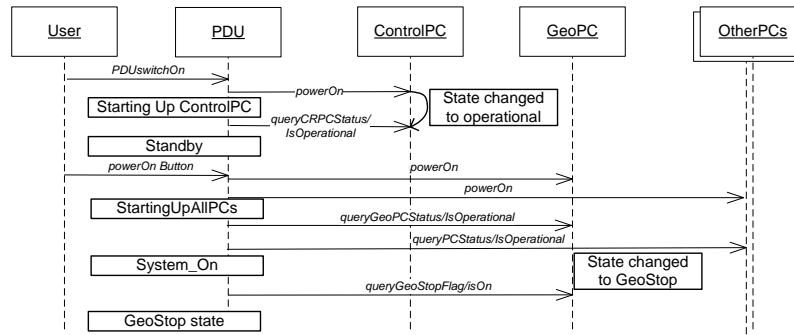 User
PDU
ControlPC
GeoPC
OtherPCs
PDUswitchOn
powerOn
Starting Up ControlPC
State changed
to operational
queryCRPCStatus/
IsOperational
Standby
powerOn Button
powerOn
powerOn
StartingUpAllPCs
queryGeoPCStatus/IsOperational
queryPCStatus/IsOperational
System_On
State changed
to GeoStop
queryGeoStopFlag/isOn
GeoStop state